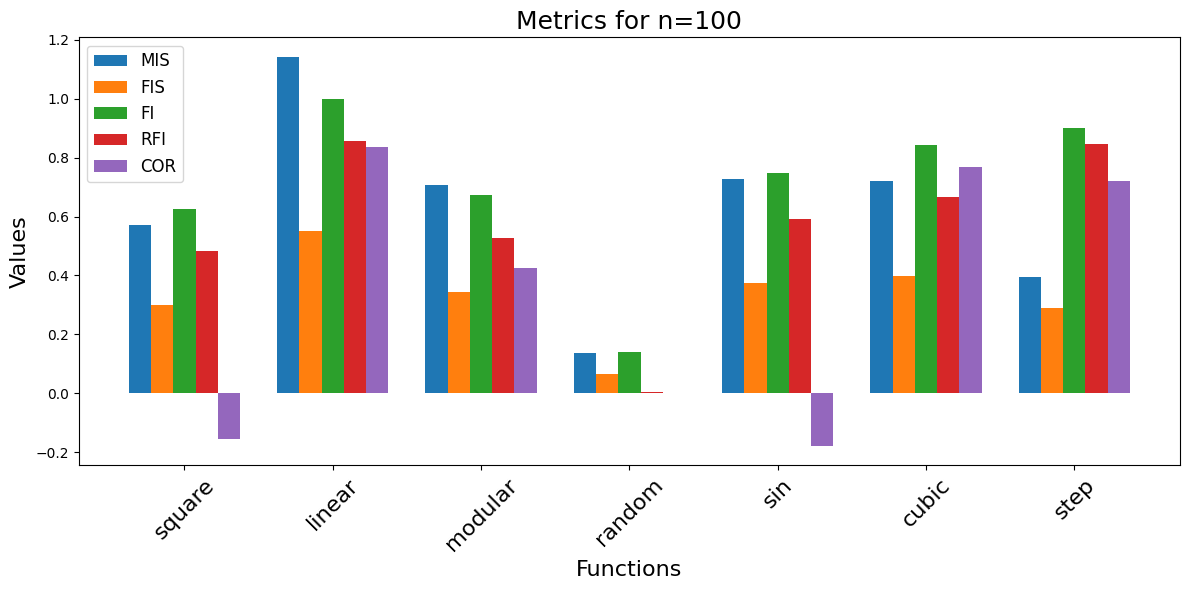 Metrics for n=100
MIS
FIS
FI
RFI
COR
Values
1.2
1.0
0.8
0.6
0.4
0.2
0.0
−0.2
square
linear
modular
random
sin
cubic
step
Functions